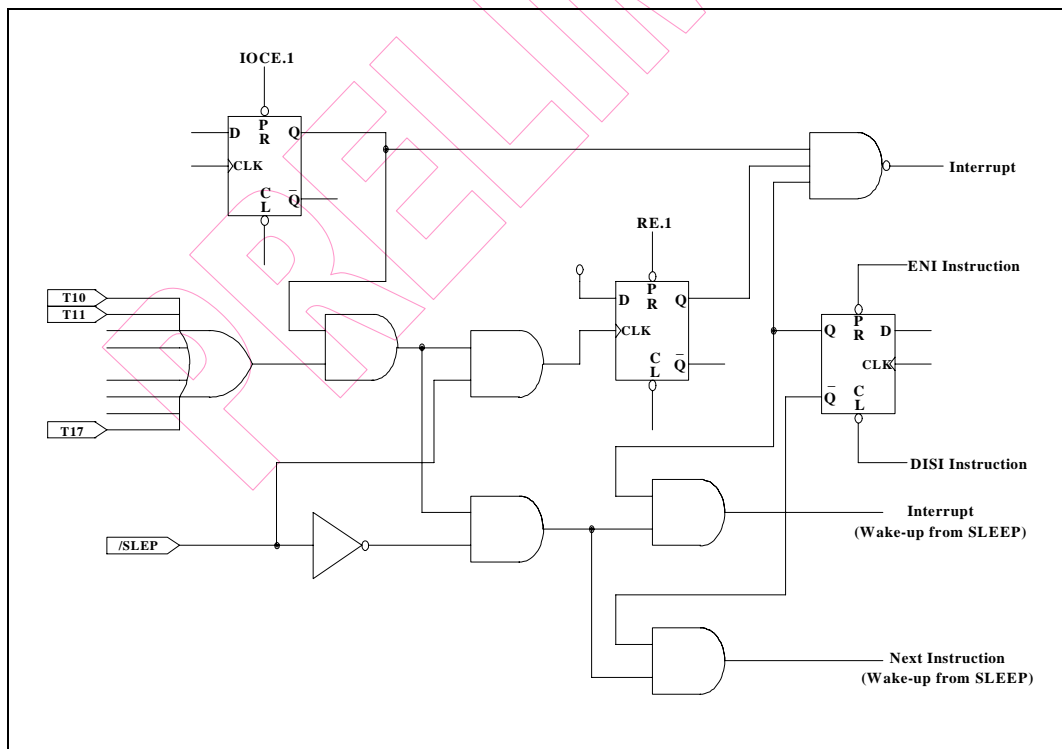 IOCE.1
D
P
R
Q
CLK
C
L
Q
Interrupt
RE.1
D
P
R
Q
CLK
C
L
Q
ENI Instruction
Q
P
R
D
CLK
Q
C
L
DISI Instruction
T10
T11
T17
/SLEP
Interrupt
(Wake-up from SLEEP)
Next Instruction
(Wake-up from SLEEP)